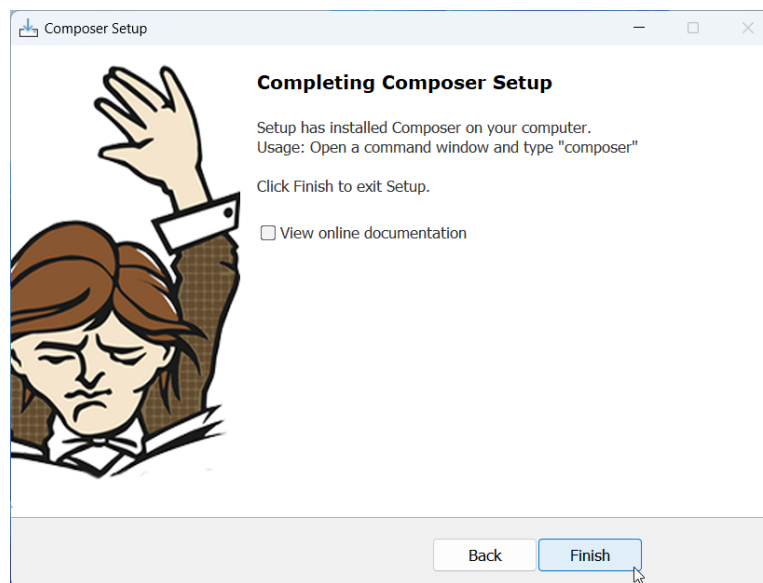 Composer Setup
Completing Composer Setup
Setup has installed Composer on your computer.
Usage: Open a command window and type "composer"
Click Finish to exit Setup.
View online documentation
Back
Finish